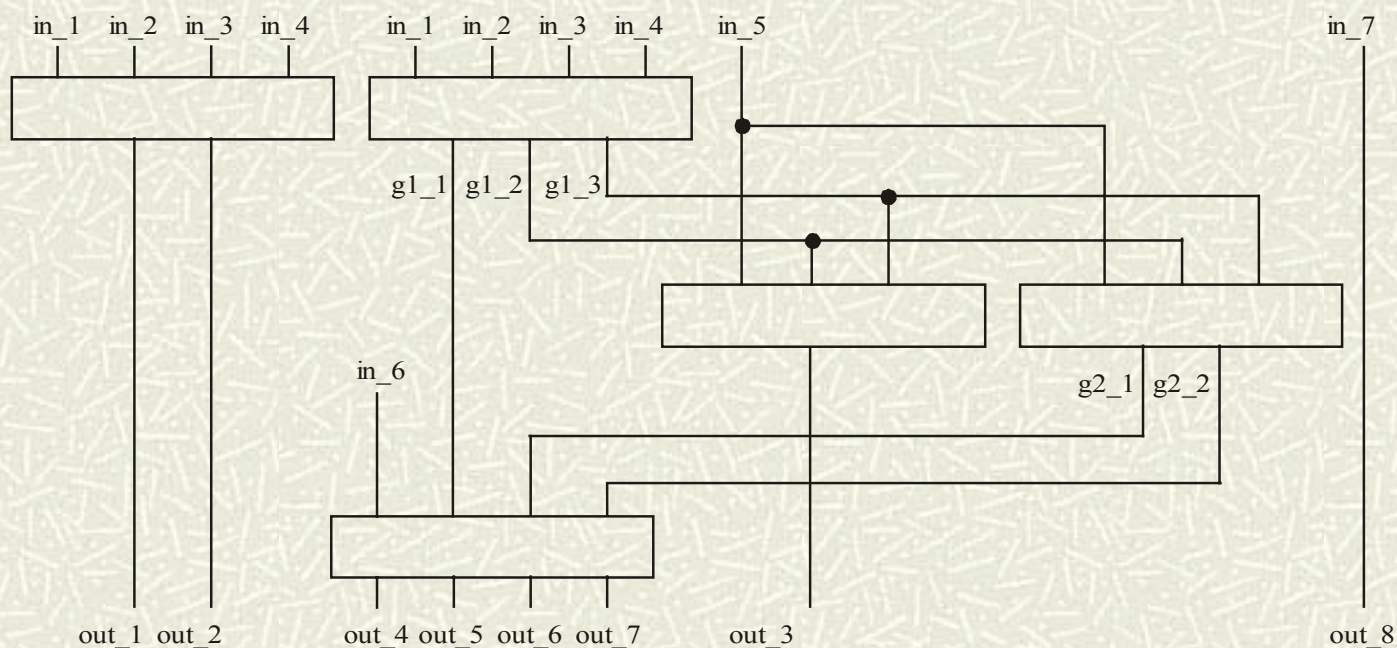 in_1 in_2 in_3 in_4 in_1 in_2 in_3 in_4 in_5 in_7
g1_1 g1_2 g1_3
in_6
g2_1 g2_2
out_1 out_2 out_4 out_5 out_6 out_7 out_3 out_8